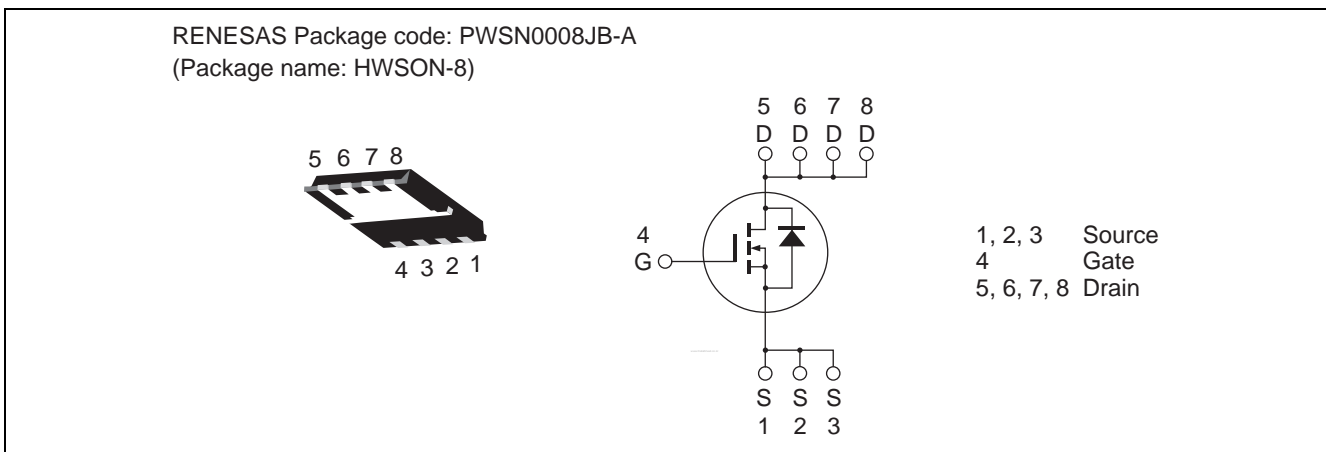 RENESAS Package code: PWSN0008JB-A
(Package name: HWSON-8)
5 6 7 8
4 3 2 1
5 6 7 8
D D D D
4
G
S S S
1 2 3
1, 2, 3 Source
4 Gate
5, 6, 7, 8 Drain